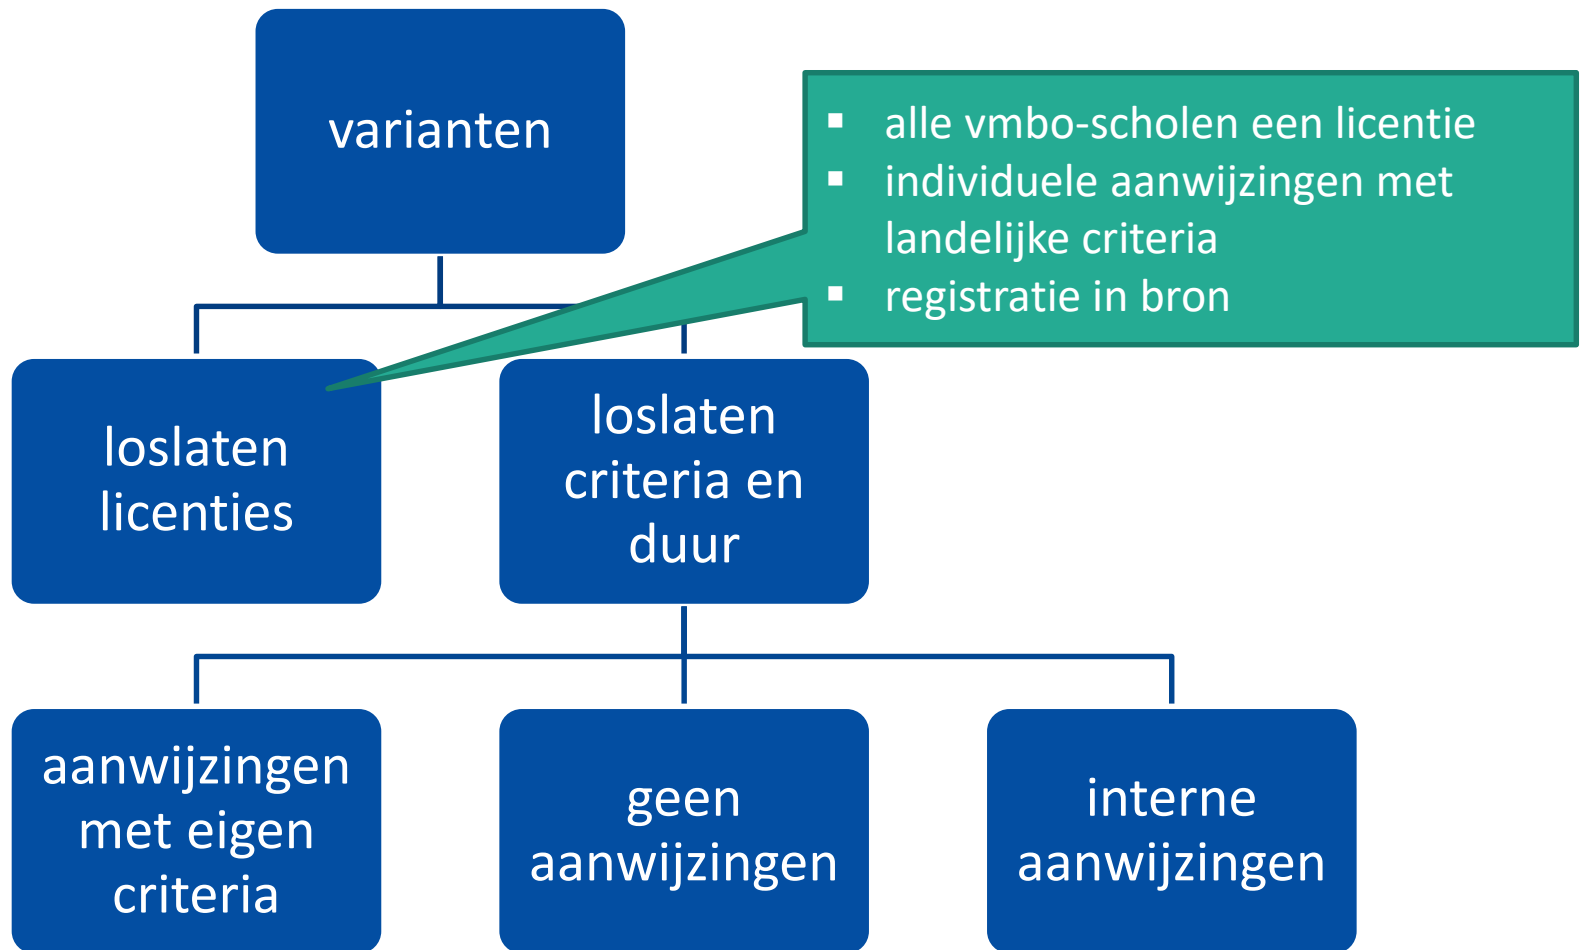 varianten
alle vmbo-scholen een licentie
individuele aanwijzingen met
landelijke criteria
registratie in bron
loslaten
licenties
loslaten
criteria en
duur
aanwijzingen
met eigen
criteria
geen
aanwijzingen
interne
aanwijzingen